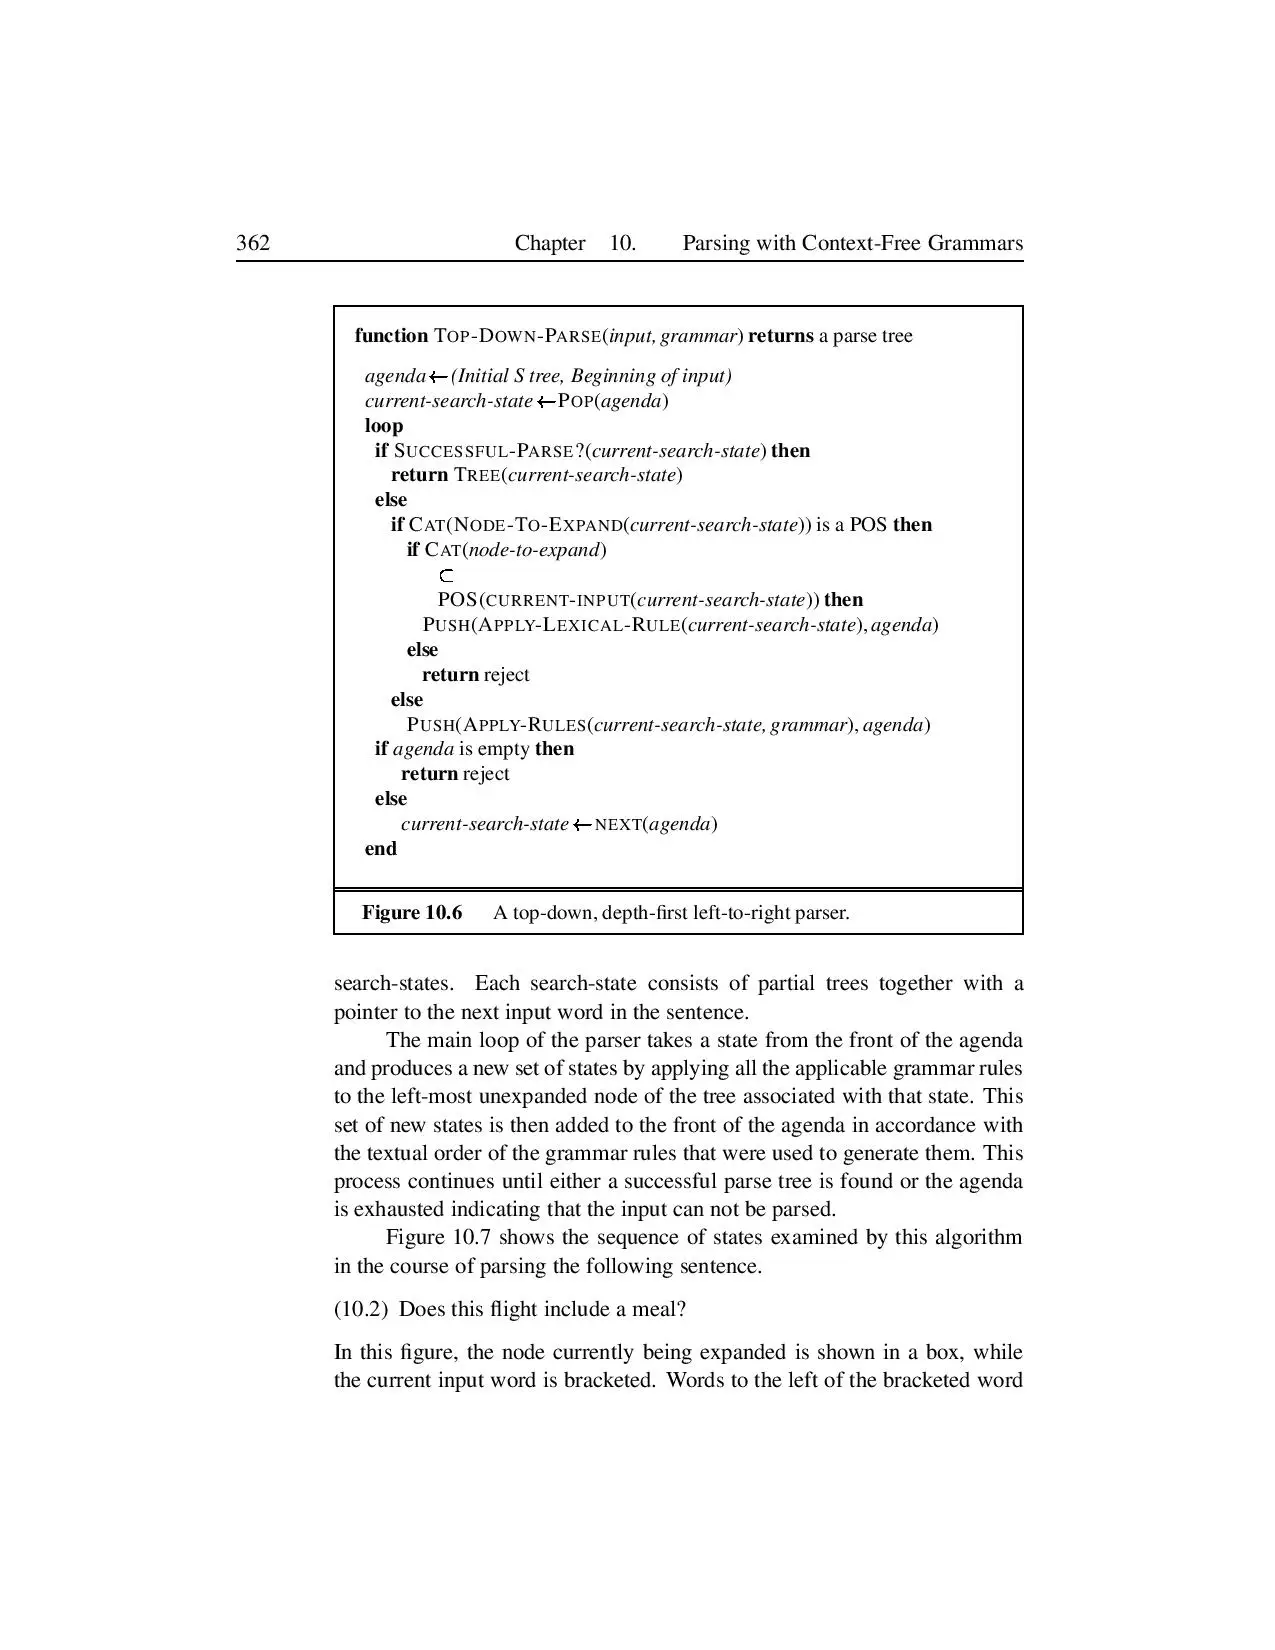 362 Chapter 10. Parsing with Context-Free Grammars
function TOP-DOWN-PARSE(input, grammar) returns a parse tree
agenda ← (Initial S tree, Beginning of input)
current-search-state ← POP(agenda)
loop
if SUCCESSFUL-PARSE?(current-search-state) then
return TREE(current-search-state)
else
if CAT(NODE-TO-EXPAND(current-search-state)) is a POS then
if CAT(node-to-expand)
⊂
POS(CURRENT-INPUT(current-search-state)) then
PUSH(APPLY-LEXICAL-RULE(current-search-state), agenda)
else
return reject
else
PUSH(APPLY-RULES(current-search-state, grammar), agenda)
if agenda is empty then
return reject
else
current-search-state ← NEXT(agenda)
end
Figure 10.6 A top-down, depth-first left-to-right parser.
search-states. Each search-state consists of partial trees together with a
pointer to the next input word in the sentence.
The main loop of the parser takes a state from the front of the agenda
and produces a new set of states by applying all the applicable grammar rules
to the left-most unexpanded node of the tree associated with that state. This
set of new states is then added to the front of the agenda in accordance with
the textual order of the grammar rules that were used to generate them. This
process continues until either a successful parse tree is found or the agenda
is exhausted indicating that the input can not be parsed.
Figure 10.7 shows the sequence of states examined by this algorithm
in the course of parsing the following sentence.
(10.2) Does this flight include a meal?
In this figure, the node currently being expanded is shown in a box, while
the current input word is bracketed. Words to the left of the bracketed word